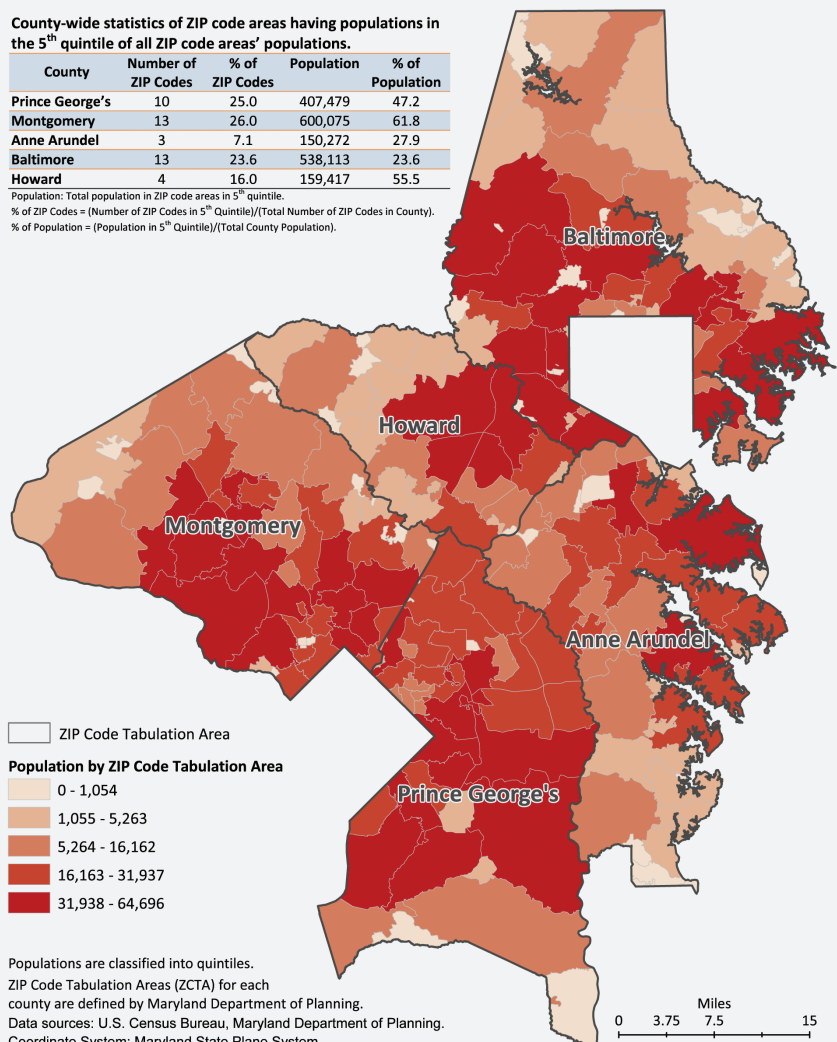 County-wide statistics of ZIP code areas having populations in
the 5th quintile of all ZIP code areas’ populations.
County Number of ZIP Codes % of ZIP Codes Population % of Population
Prince George’s 10 25.0 407,479 47.2
Montgomery 13 26.0 600,075 61.8
Anne Arundel 3 7.1 150,272 27.9
Baltimore 13 23.6 538,113 23.6
Howard 4 16.0 159,417 55.5
Population: Total population in ZIP code areas in 5th quintile.
% of ZIP Codes = (Number of ZIP Codes in 5th Quintile)/(Total Number of ZIP Codes in County).
% of Population = (Population in 5th Quintile)/(Total County Population).
Baltimore
Howard
Montgomery
Anne Arundel
Prince George's
ZIP Code Tabulation Area
Population by ZIP Code Tabulation Area
0 - 1,054
1,055 - 5,263
5,264 - 16,162
16,163 - 31,937
31,938 - 64,696
Populations are classified into quintiles.
ZIP Code Tabulation Areas (ZCTA) for each
county are defined by Maryland Department of Planning.
Data sources: U.S. Census Bureau, Maryland Department of Planning.
Coordinate System: Maryland State Plane System
Miles
0 3.75 7.5 15